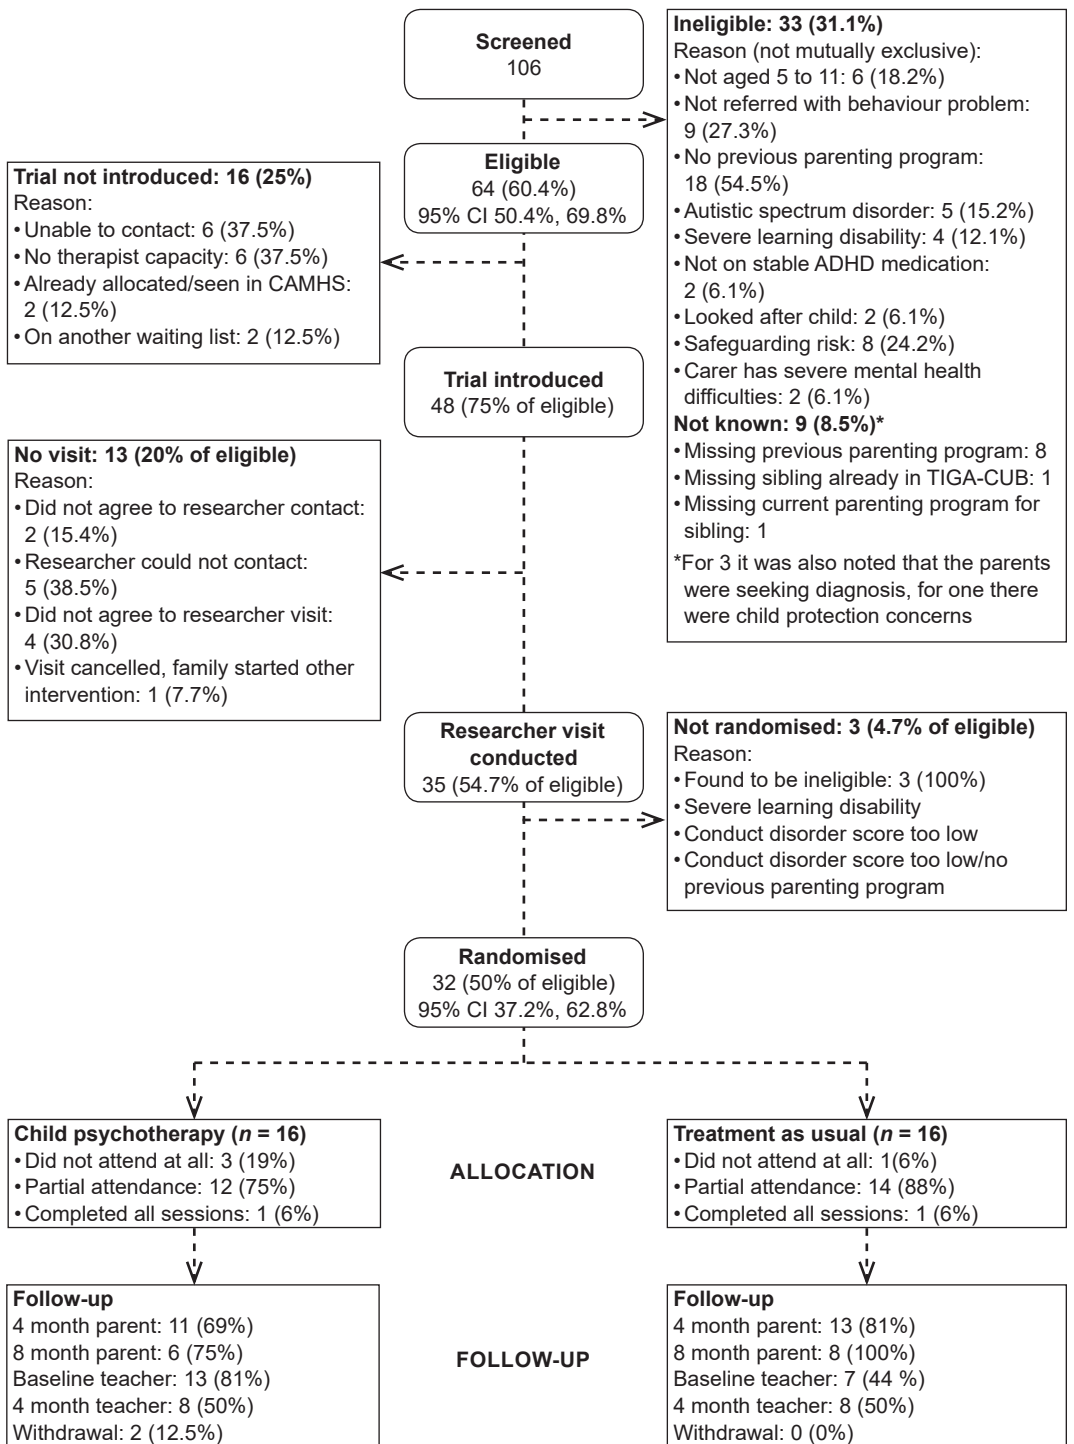 Screened
106
Ineligible: 33 (31.1%)
Reason (not mutually exclusive):
• Not aged 5 to 11: 6 (18.2%)
• Not referred with behaviour problem:
9 (27.3%)
• No previous parenting program:
18 (54.5%)
• Autistic spectrum disorder: 5 (15.2%)
• Severe learning disability: 4 (12.1%)
• Not on stable ADHD medication:
2 (6.1%)
• Looked after child: 2 (6.1%)
• Safeguarding risk: 8 (24.2%)
• Carer has severe mental health
difficulties: 2 (6.1%)
Not known: 9 (8.5%)*
• Missing previous parenting program: 8
• Missing sibling already in TIGA-CUB: 1
• Missing current parenting program for
sibling: 1
*For 3 it was also noted that the parents
were seeking diagnosis, for one there
were child protection concerns
Eligible
64 (60.4%)
95% CI 50.4%, 69.8%
Trial not introduced: 16 (25%)
Reason:
• Unable to contact: 6 (37.5%)
• No therapist capacity: 6 (37.5%)
• Already allocated/seen in CAMHS:
2 (12.5%)
• On another waiting list: 2 (12.5%)
Trial introduced
48 (75% of eligible)
No visit: 13 (20% of eligible)
Reason:
• Did not agree to researcher contact:
2 (15.4%)
• Researcher could not contact:
5 (38.5%)
• Did not agree to researcher visit:
4 (30.8%)
• Visit cancelled, family started other
intervention: 1 (7.7%)
Researcher visit
conducted
35 (54.7% of eligible)
Not randomised: 3 (4.7% of eligible)
Reason:
• Found to be ineligible: 3 (100%)
• Severe learning disability
• Conduct disorder score too low
• Conduct disorder score too low/no
previous parenting program
Randomised
32 (50% of eligible)
95% CI 37.2%, 62.8%
Child psychotherapy (n = 16)
• Did not attend at all: 3 (19%)
• Partial attendance: 12 (75%)
• Completed all sessions: 1 (6%)
ALLOCATION
Treatment as usual (n = 16)
• Did not attend at all: 1(6%)
• Partial attendance: 14 (88%)
• Completed all sessions: 1 (6%)
Follow-up
4 month parent: 11 (69%)
8 month parent: 6 (75%)
Baseline teacher: 13 (81%)
4 month teacher: 8 (50%)
Withdrawal: 2 (12.5%)
FOLLOW-UP
Follow-up
4 month parent: 13 (81%)
8 month parent: 8 (100%)
Baseline teacher: 7 (44 %)
4 month teacher: 8 (50%)
Withdrawal: 0 (0%)